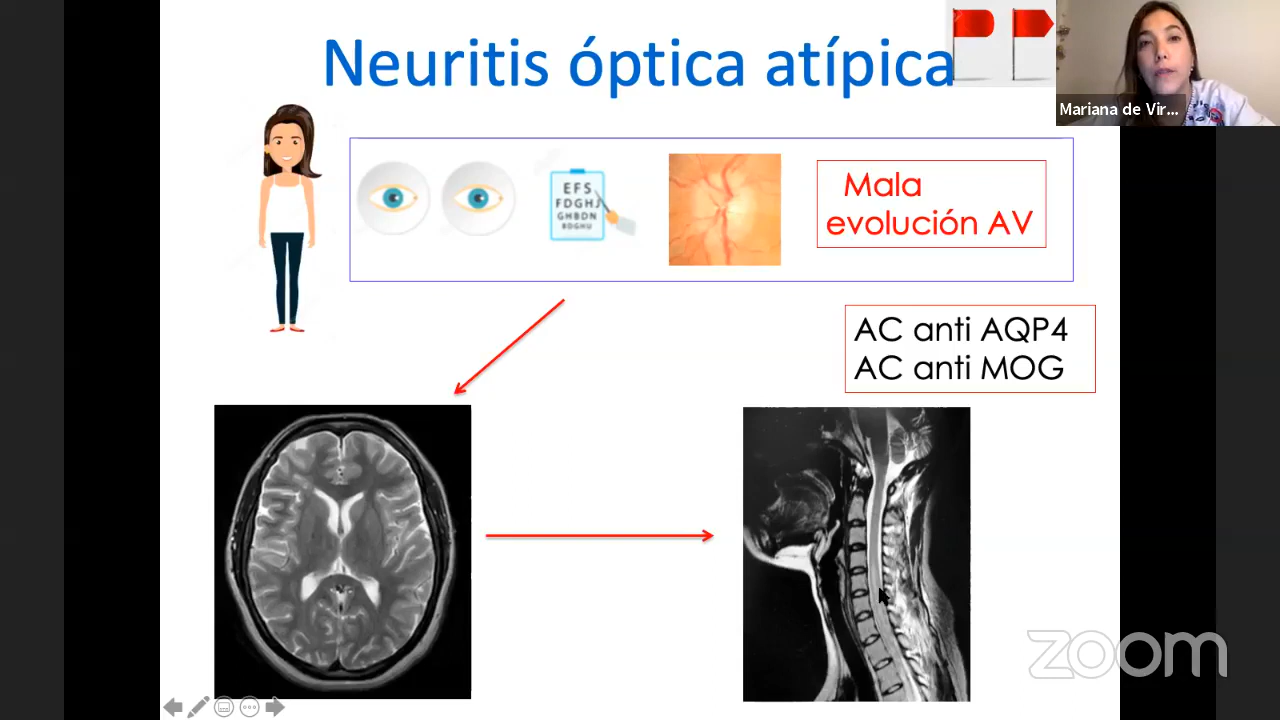 Neuritis óptica atípica
Mariana de Vir...
EFS
FDGHJ
GHBDN
BDGHU
Mala
evolución AV
AC anti AQP4
AC anti MOG
zoom